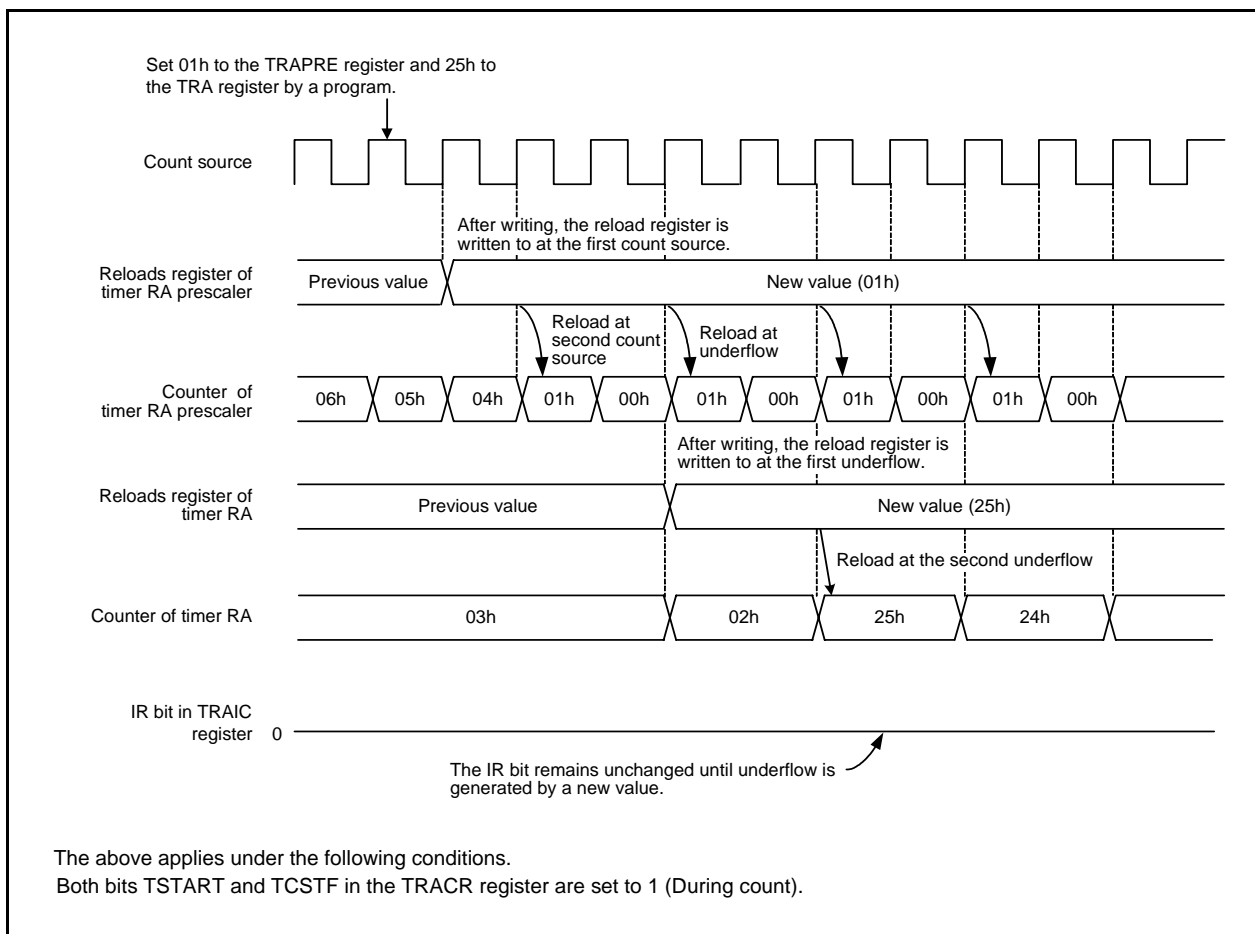 Set 01h to the TRAPRE register and 25h to
the TRA register by a program.
Count source
After writing, the reload register is
written to at the first count source.
Reloads register of
timer RA prescaler
Previous value
New value (01h)
Reload at
second count
source
Reload at
underflow
Counter of
timer RA prescaler
06h 05h 04h 01h 00h 01h 00h 01h 00h 01h 00h
After writing, the reload register is
written to at the first underflow.
Reloads register of
timer RA
Previous value
New value (25h)
Reload at the second underflow
Counter of timer RA
03h 02h 25h 24h
IR bit in TRAIC
register
0
The IR bit remains unchanged until underflow is
generated by a new value.
The above applies under the following conditions.
Both bits TSTART and TCSTF in the TRACR register are set to 1 (During count).